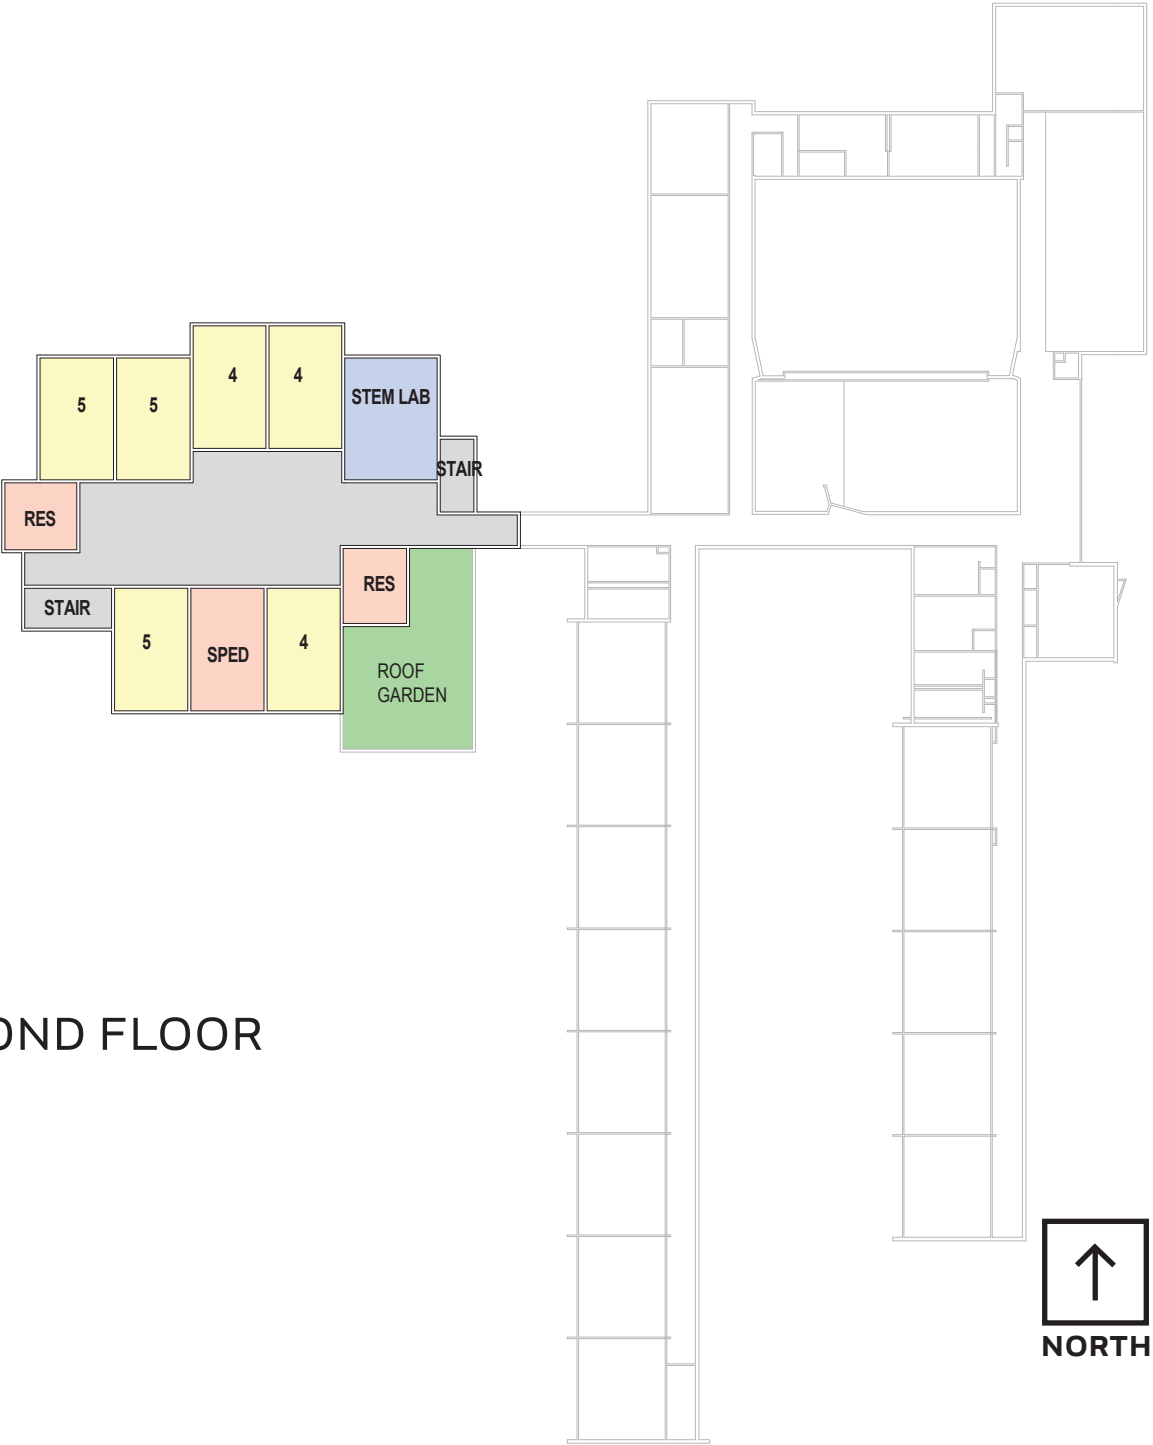 4
4
5
5
STEM LAB
STAIR
RES
RES
STAIR
5
SPED
4
ROOF
GARDEN
OND FLOOR
NORTH